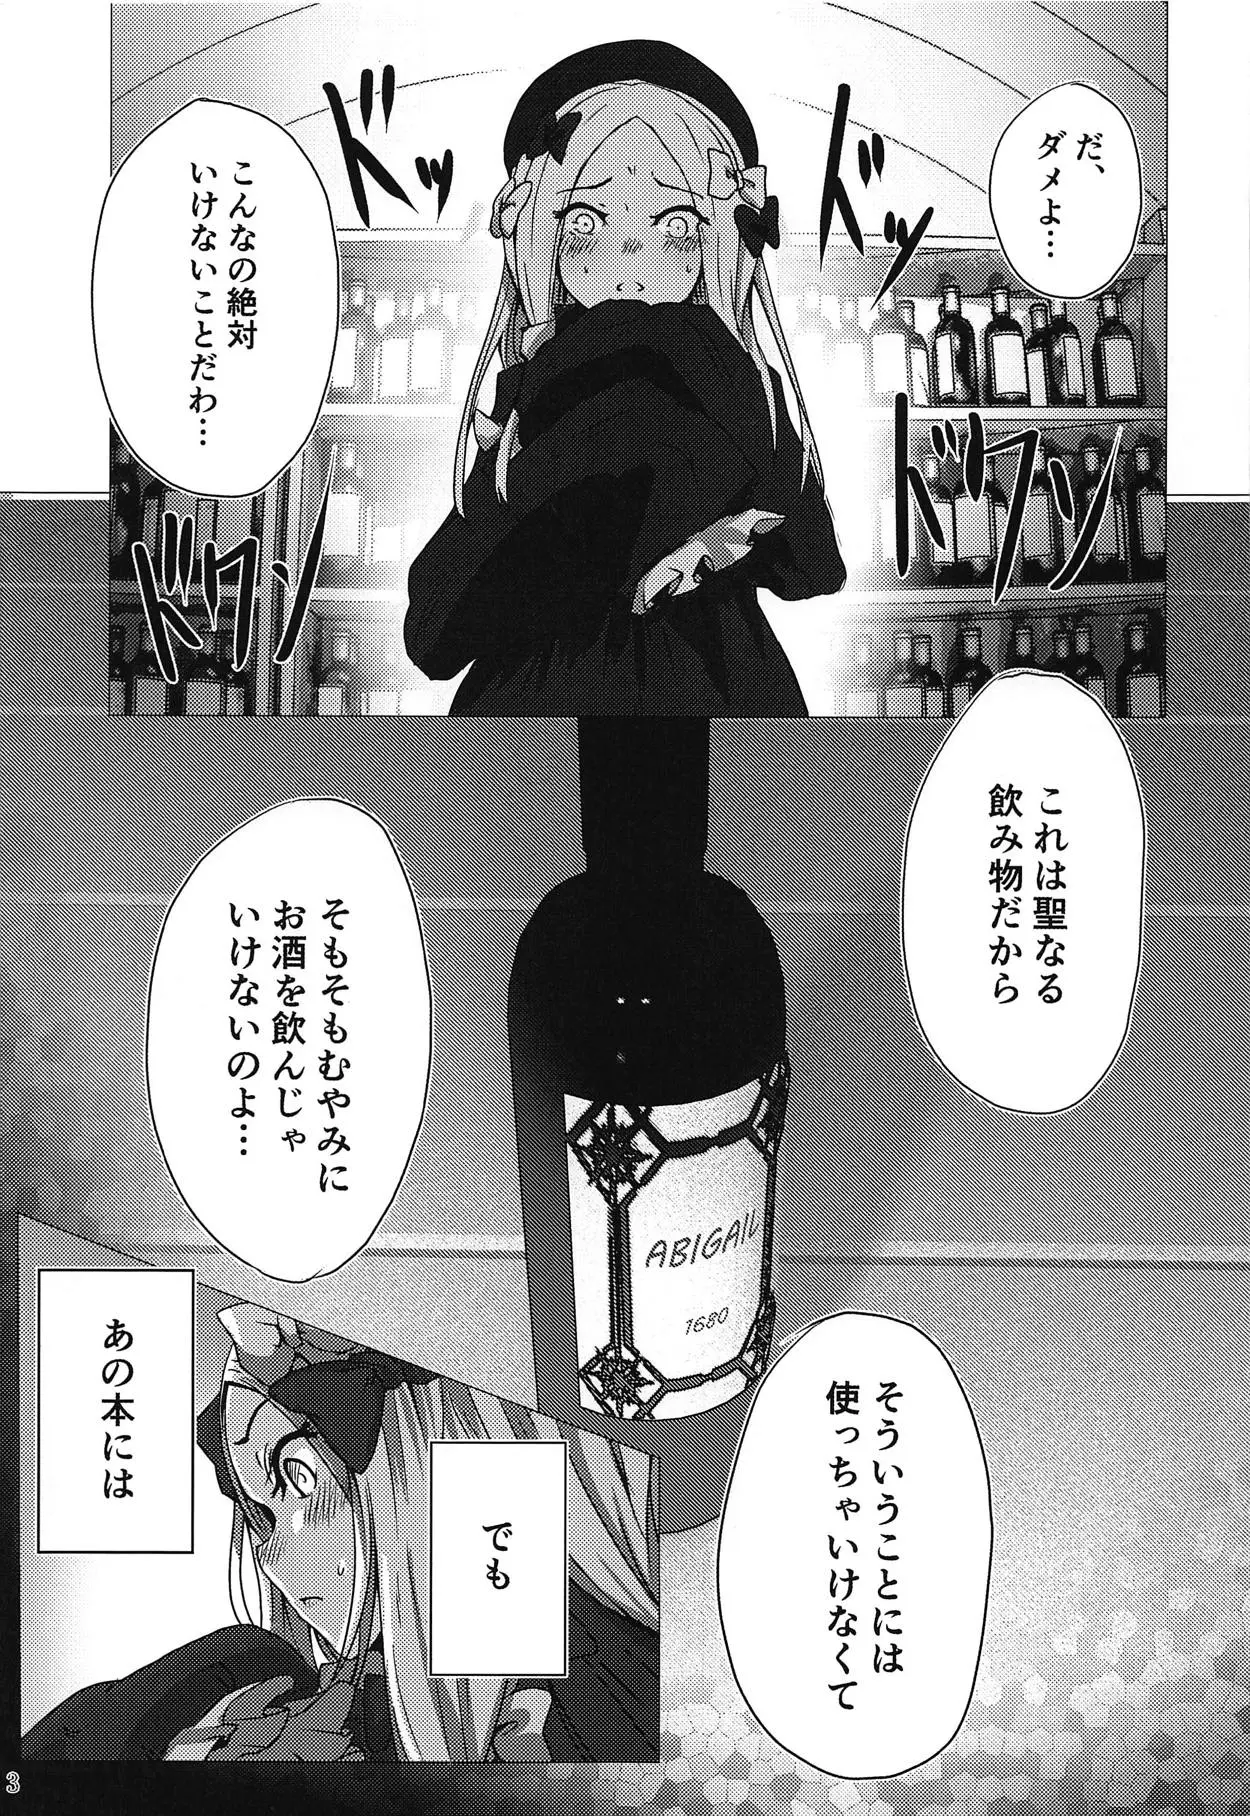 だ、
ダメよ…
ドッ
ドッ
こんなの絶対
いけないことだわ…
ドクン
ドクン
これは聖なる
飲み物だから
そもそもむやみに
お酒を飲んじゃ
いけないのよ…
ABIGAIL
1680
そういうことには
使っちゃいけなくて
でも
あの本には
3